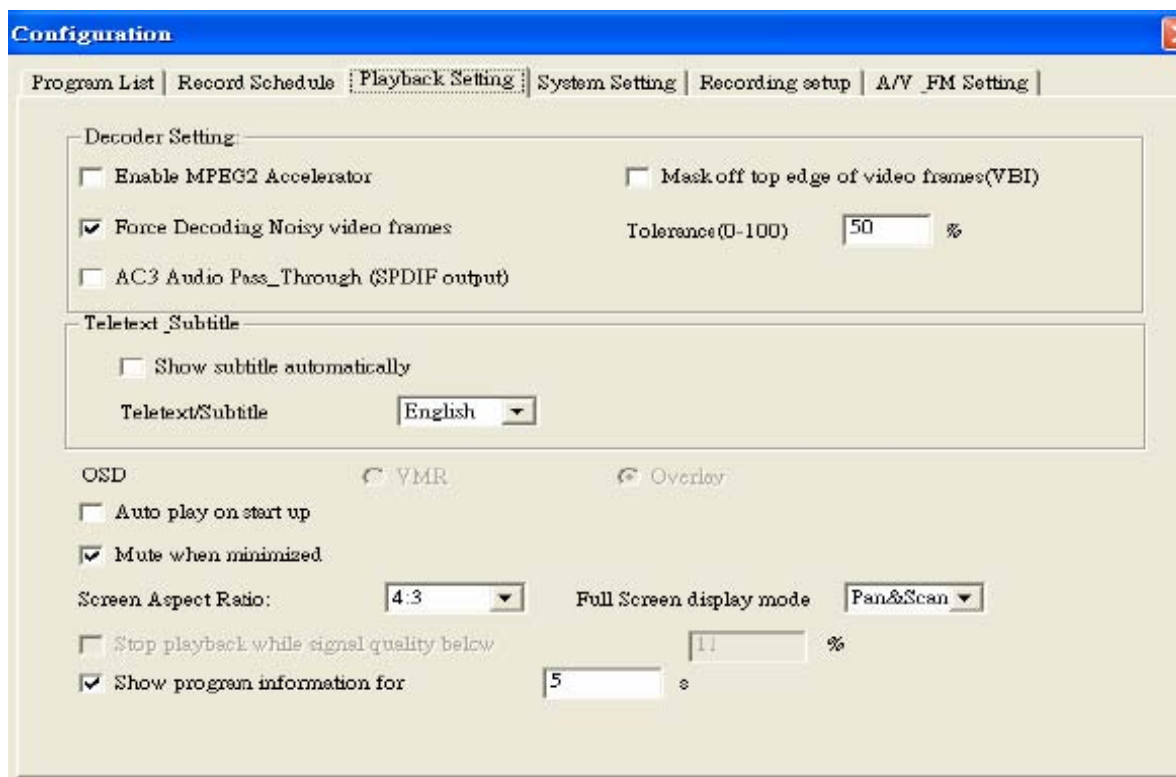 Configuration
Program List | Record Schedule | Playback Setting | System Setting | Recording setup | A/V_FM Setting
Decoder Setting:
Enable MPEG2 Accelerator
Mask off top edge of video frames(VBI)
Force Decoding Noisy video frames
Tolerance(0-100) 50 %
AC3 Audio Pass_Through (SPDIF output)
Teletext_Subtitle
Show subtitle automatically
Teletext/Subtitle English
OSD VMR Overlay
Auto play on start up
Mute when minimized
Screen Aspect Ratio: 4:3 Full Screen display mode Pan&Scan
Stop playback while signal quality below 11 %
Show program information for 5 s